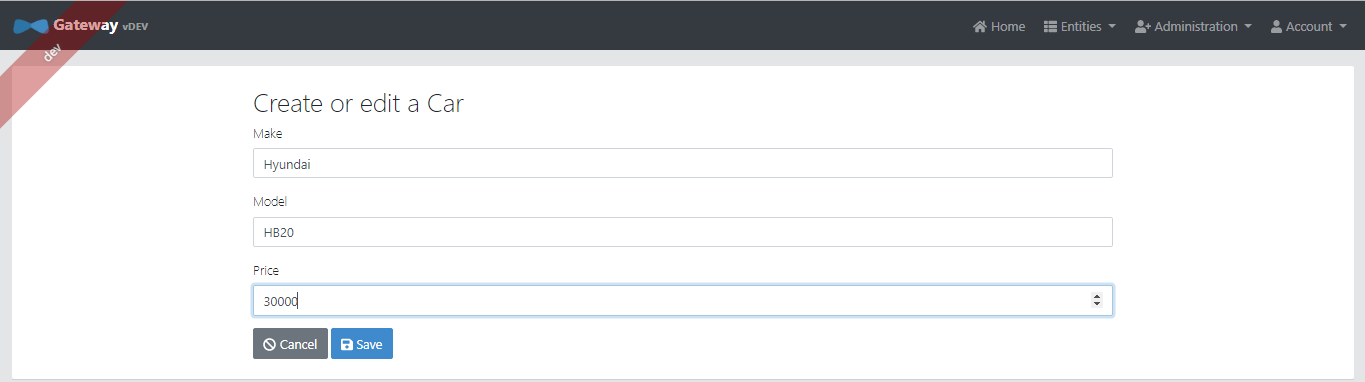 Gateway vDEV Home Entities Administration Account
dev
Create or edit a Car
Make
Hyundai
Model
HB20
Price
30000
Cancel Save